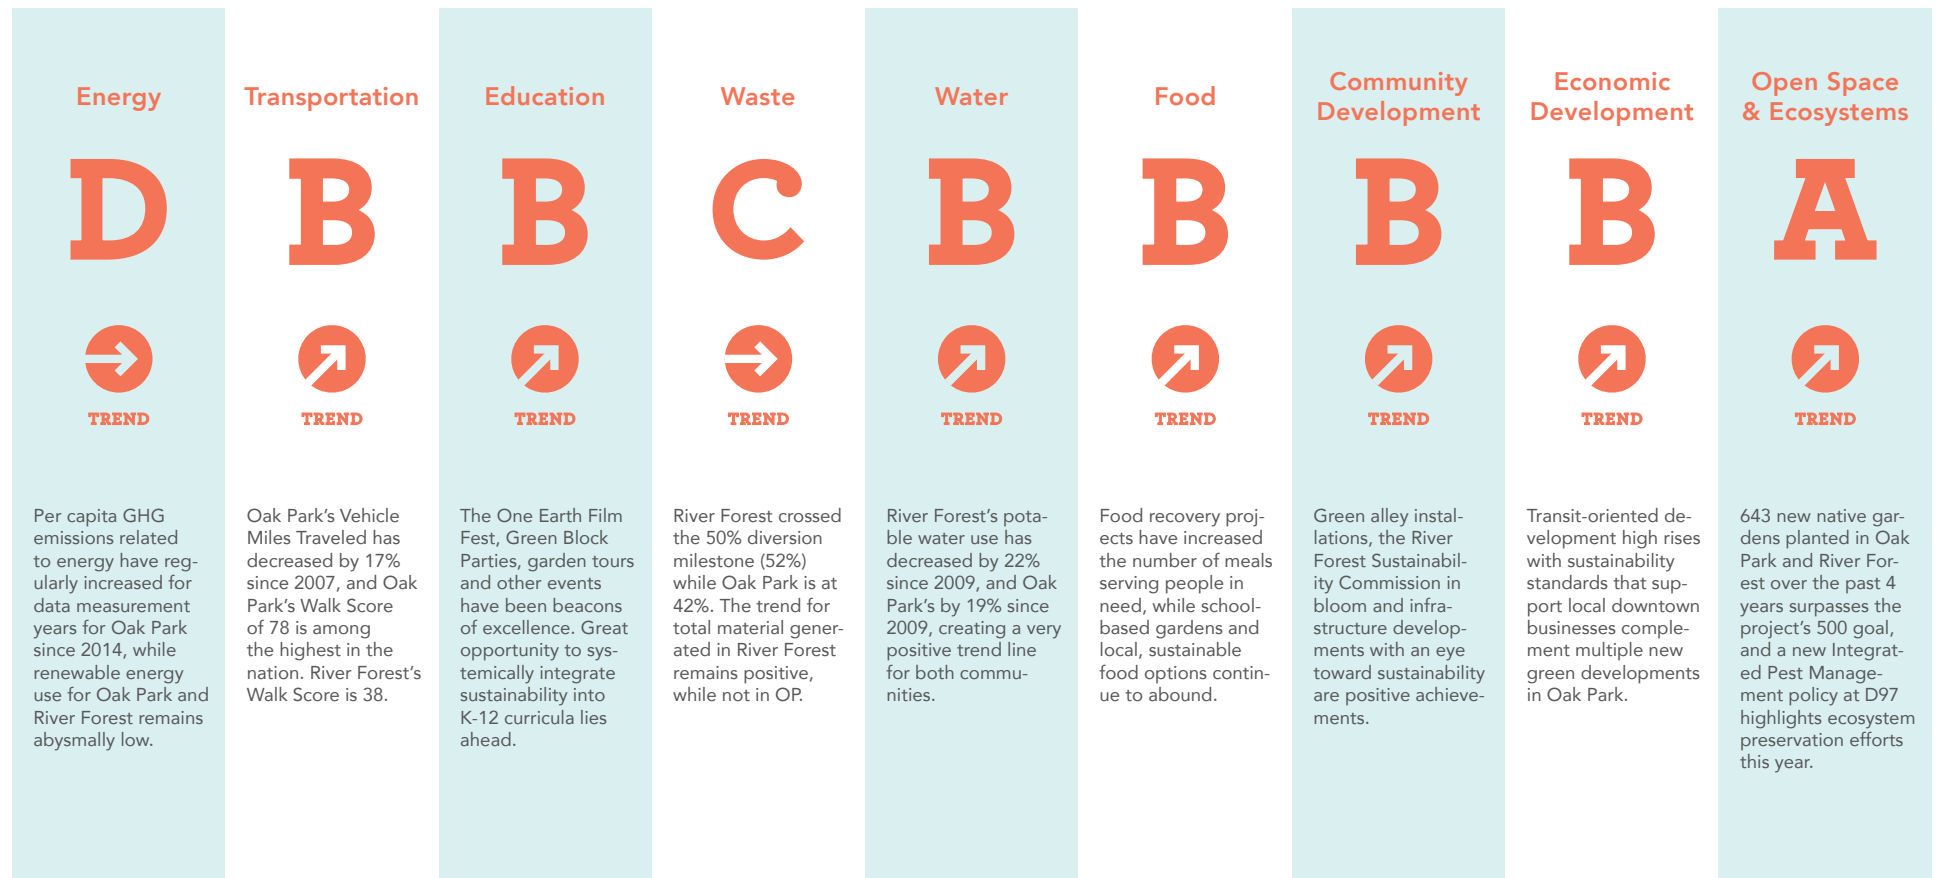 Energy
D
TREND
Per capita GHG
emissions related
to energy have reg-
ularly increased for
data measurement
years for Oak Park
since 2014, while
renewable energy
use for Oak Park and
River Forest remains
abysmally low.
Transportation
B
TREND
Oak Park's Vehicle
Miles Traveled has
decreased by 17%
since 2007, and Oak
Park's Walk Score
of 78 is among
the highest in the
nation. River Forest's
Walk Score is 38.
Education
B
TREND
The One Earth Film
Fest, Green Block
Parties, garden tours
and other events
have been beacons
of excellence. Great
opportunity to sys-
temically integrate
sustainability into
K-12 curricula lies
ahead.
Waste
C
TREND
River Forest crossed
the 50% diversion
milestone (52%)
while Oak Park is at
42%. The trend for
total material gener-
ated in River Forest
remains positive,
while not in OP.
Water
B
TREND
River Forest's pota-
ble water use has
decreased by 22%
since 2009, and Oak
Park's by 19% since
2009, creating a very
positive trend line
for both commu-
nities.
Food
B
TREND
Food recovery proj-
ects have increased
the number of meals
serving people in
need, while school-
based gardens and
local, sustainable
food options contin-
ue to abound.
Community
Development
B
TREND
Green alley instal-
lations, the River
Forest Sustainabil-
ity Commission in
bloom and infra-
structure develop-
ments with an eye
toward sustainability
are positive achieve-
ments.
Economic
Development
B
TREND
Transit-oriented de-
velopment high rises
with sustainability
standards that sup-
port local downtown
businesses comple-
ment multiple new
green developments
in Oak Park.
Open Space
& Ecosystems
A
TREND
643 new native gar-
dens planted in Oak
Park and River For-
est over the past 4
years surpasses the
project's 500 goal,
and a new Integrat-
ed Pest Manage-
ment policy at D97
highlights ecosystem
preservation efforts
this year.